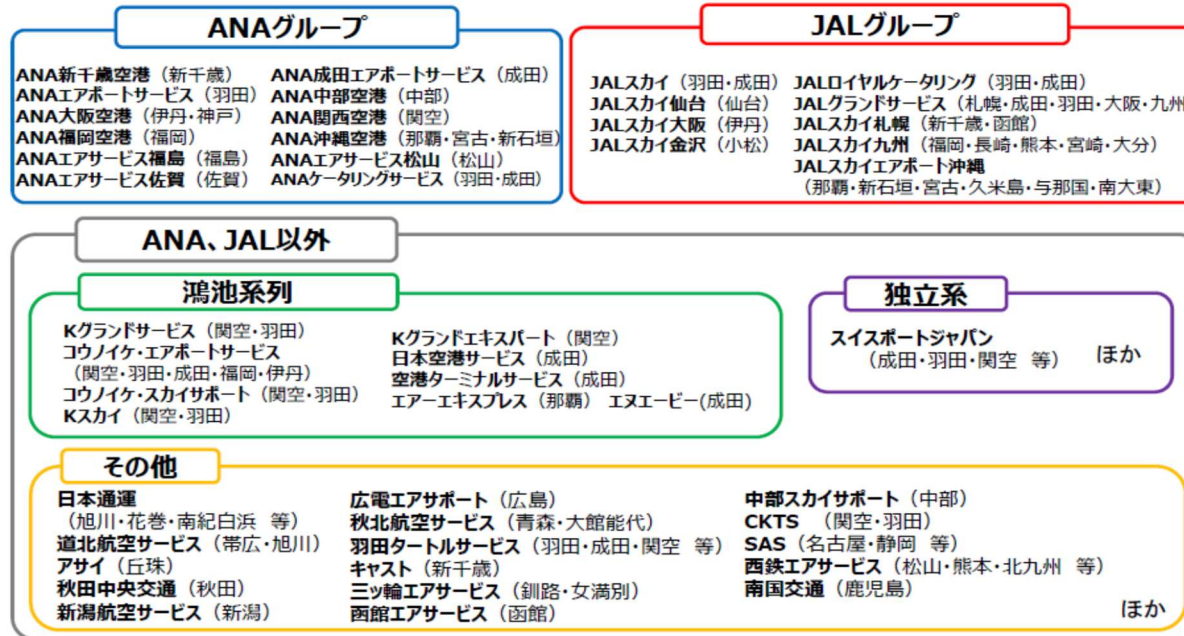 ANAグループ
ANA新千歳空港（新千歳）
ANAエアポートサービス（羽田）
ANA大阪空港（伊丹・神戸）
ANA福岡空港（福岡）
ANAエアサービス福島（福島）
ANAエアサービス佐賀（佐賀）
ANA成田エアポートサービス（成田）
ANA中部空港（中部）
ANA関西空港（関空）
ANA沖縄空港（那覇・宮古・新石垣）
ANAエアサービス松山（松山）
ANAケータリングサービス（羽田・成田）
JALグループ
JALスカイ（羽田・成田）
JALスカイ仙台（仙台）
JALスカイ大阪（伊丹）
JALスカイ金沢（小松）
JALロイヤルケータリング（羽田・成田）
JALグランドサービス（札幌・成田・羽田・大阪・九州
JALスカイ札幌（新千歳・函館）
JALスカイ九州（福岡・長崎・熊本・宮崎・大分）
JALスカイエアポート沖縄
（那覇・新石垣・宮古・久米島・与那国・南大東）
ANA、JAL以外
鴻池系列
Kグランドサービス（関空・羽田）
コウノイケ・エアポートサービス
（関空・羽田・成田・福岡・伊丹）
コウノイケ・スカイサポート（関空・羽田）
Kスカイ（関空・羽田）
Kグランドエキスパート（関空）
日本空港サービス（成田）
空港ターミナルサービス（成田）
エアーエキスプレス（那覇） エヌエービー(成田)
独立系
スイスポートジャパン
（成田・羽田・関空 等） ほか
その他
日本通運
（旭川・花巻・南紀白浜 等）
道北航空サービス（帯広・旭川）
アサイ（丘珠）
秋田中央交通（秋田）
新潟航空サービス（新潟）
広電エアサポート（広島）
秋北航空サービス（青森・大館能代）
羽田タートルサービス（羽田・成田・関空 等）
キャスト（新千歳）
三ッ輪エアサービス（釧路・女満別）
函館エアサービス（函館）
中部スカイサポート（中部）
CKTS （関空・羽田）
SAS（名古屋・静岡 等）
西鉄エアサービス（松山・熊本・北九州 等）
南国交通（鹿児島）
ほか